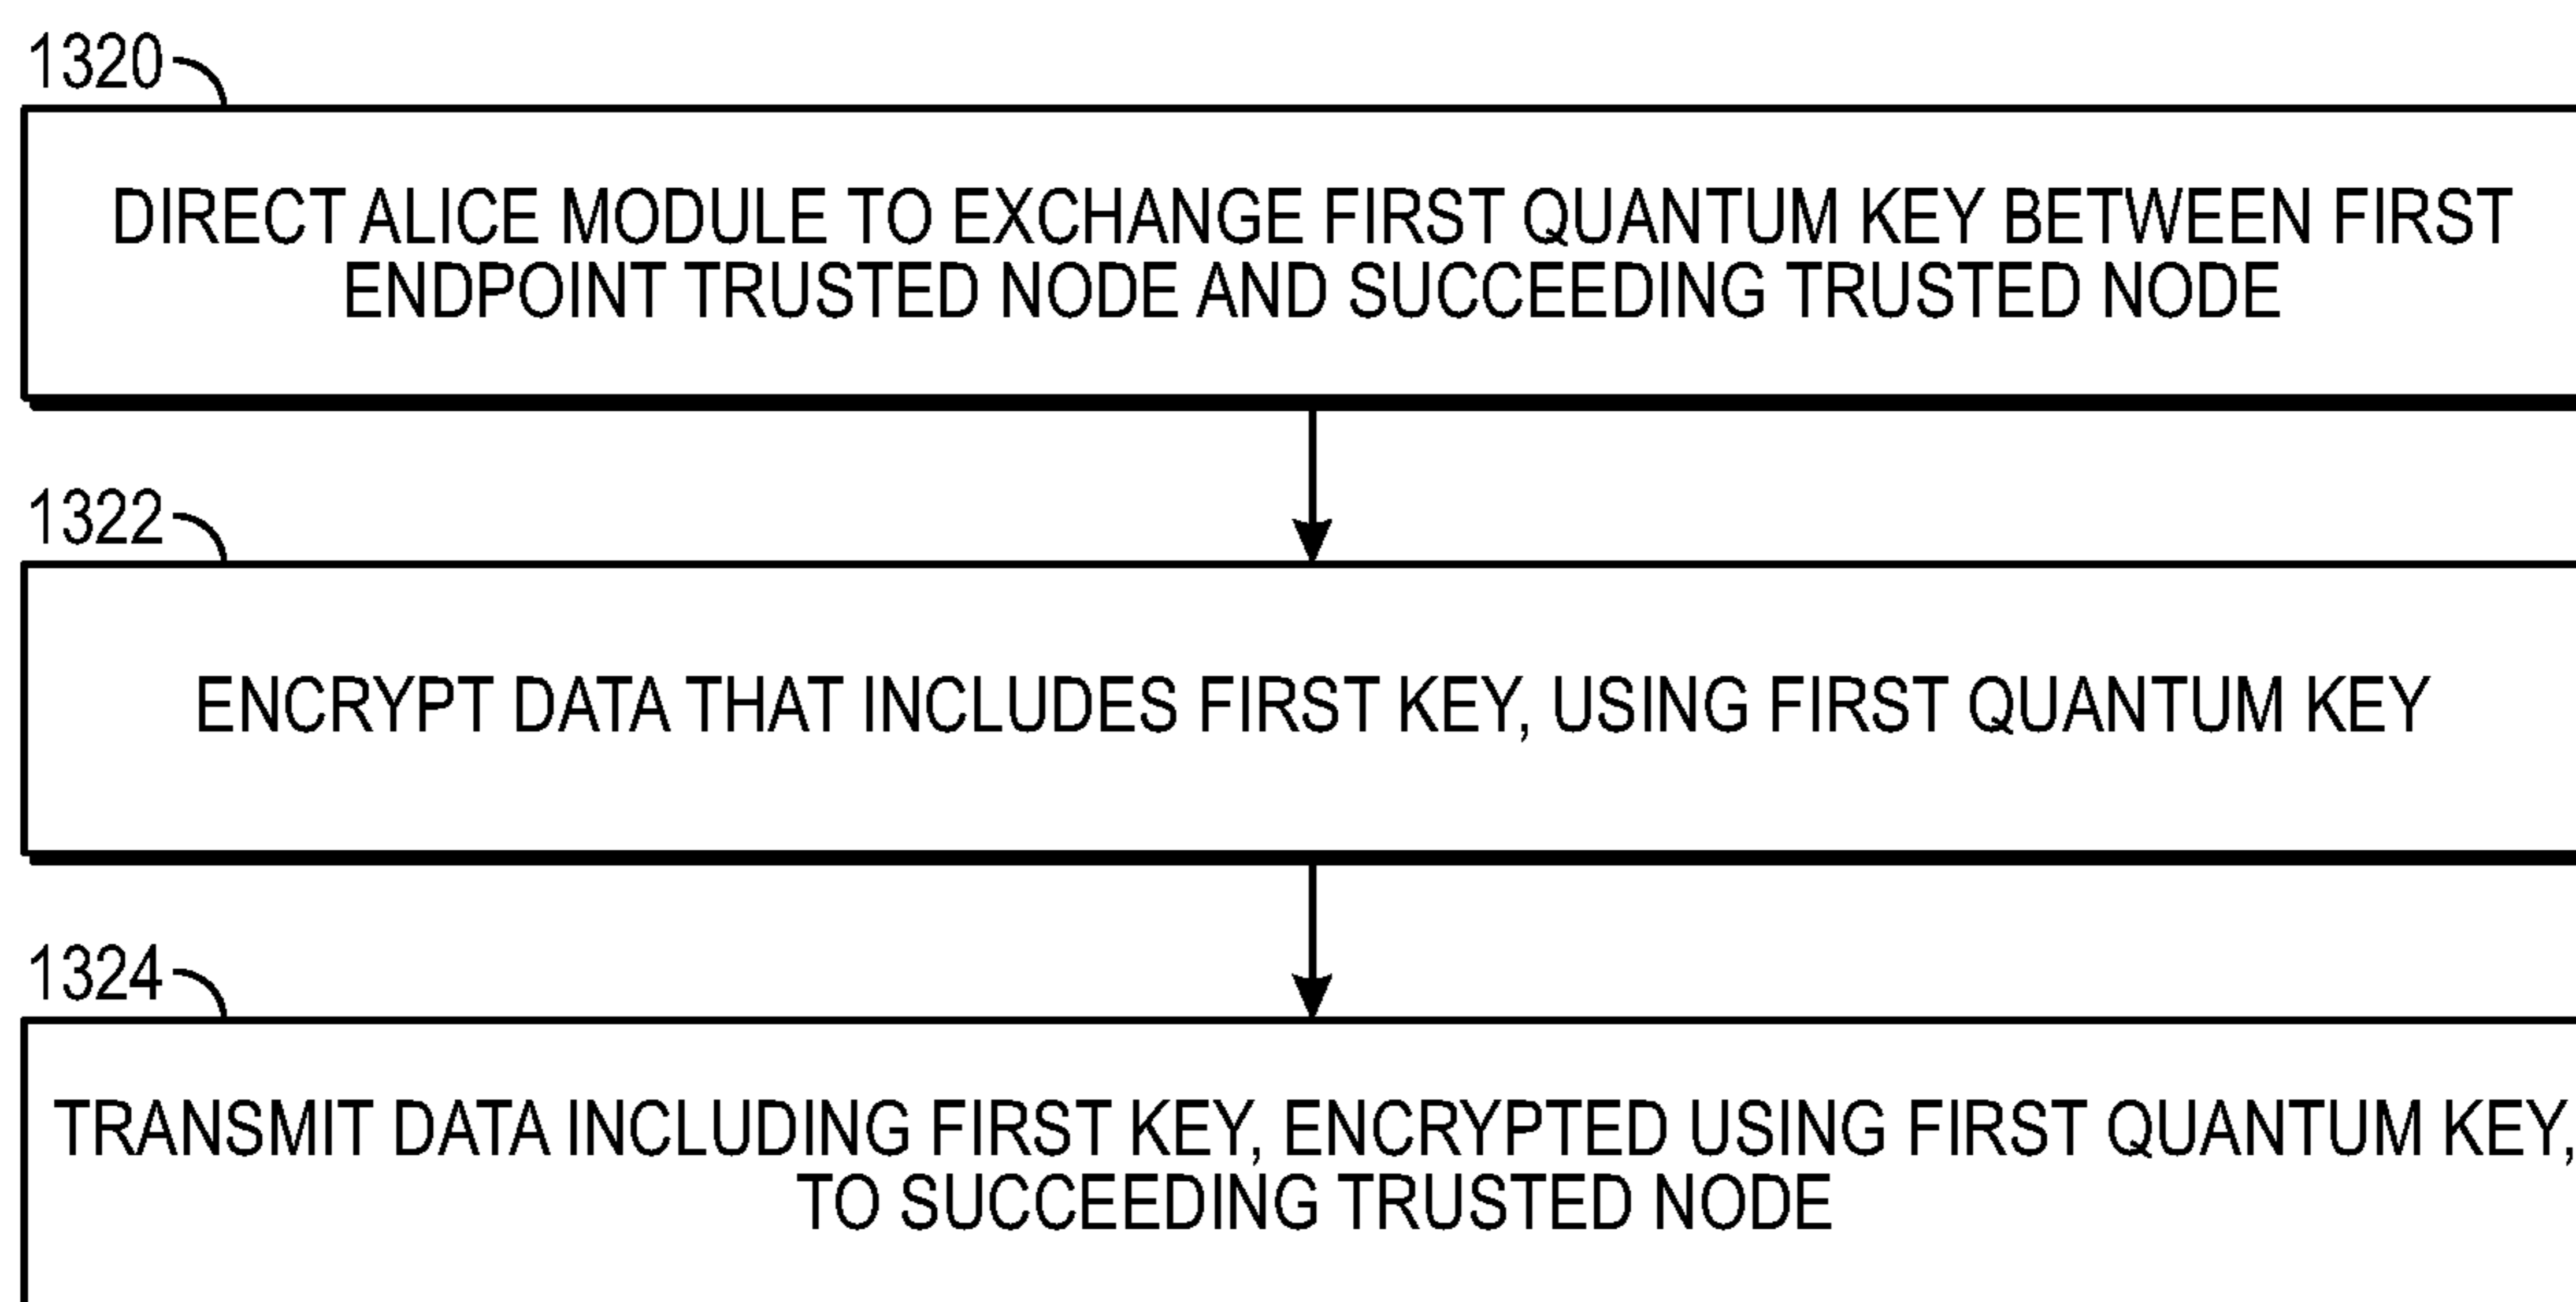 1320
DIRECT ALICE MODULE TO EXCHANGE FIRST QUANTUM KEY BETWEEN FIRST
ENDPOINT TRUSTED NODE AND SUCCEEDING TRUSTED NODE
1322
ENCRYPT DATA THAT INCLUDES FIRST KEY, USING FIRST QUANTUM KEY
1324
TRANSMIT DATA INCLUDING FIRST KEY, ENCRYPTED USING FIRST QUANTUM KEY,
TO SUCCEEDING TRUSTED NODE